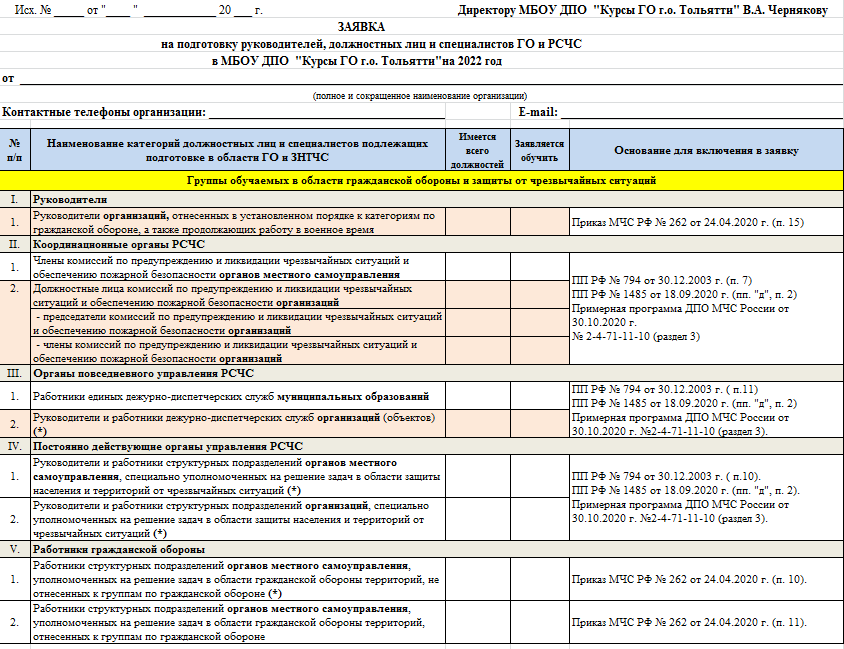 Исх. № _____ от "____ " ____________ 20 ___ г.
Директору МБОУ ДПО "Курсы ГО г.о. Тольятти" В.А. Чернякову
ЗАЯВКА
на подготовку руководителей, должностных лиц и специалистов ГО и РСЧС
в МБОУ ДПО "Курсы ГО г.о. Тольятти"на 2022 год
от
(полное и сокращенное наименование организации)
Контактные телефоны организации:
E-mail:
№
п/п
Наименование категорий должностных лиц и специалистов подлежащих
подготовке в области ГО и ЗНТЧС
Имеется
всего
должностей
Заявляется
обучить
Основание для включения в заявку
Группы обучаемых в области гражданской обороны и защиты от чрезвычайных ситуаций
I. Руководители
1.
Руководители организаций, отнесенных в установленном порядке к категориям по
гражданской обороне, а также продолжающих работу в военное время
Приказ МЧС РФ № 262 от 24.04.2020 г. (п. 15)
II. Координационные органы РСЧС
1.
Члены комиссий по предупреждению и ликвидации чрезвычайных ситуаций и
обеспечению пожарной безопасности органов местного самоуправления
2.
Должностные лица комиссий по предупреждению и ликвидации чрезвычайных
ситуаций и обеспечению пожарной безопасности организаций
- председатели комиссий по предупреждению и ликвидации чрезвычайных ситуаций
и обеспечению пожарной безопасности организаций
- члены комиссий по предупреждению и ликвидации чрезвычайных ситуаций и
обеспечению пожарной безопасности организаций
ПП РФ № 794 от 30.12.2003 г. (п. 7)
ПП РФ № 1485 от 18.09.2020 г. (пп. "д", п. 2)
Примерная программа ДПО МЧС России от
30.10.2020 г.
№ 2-4-71-11-10 (раздел 3)
III. Органы повседневного управления РСЧС
1.
Работники единых дежурно-диспетчерских служб муниципальных образований
2.
Руководители и работники дежурно-диспетчерских служб организаций (объектов)
(*)
ПП РФ № 794 от 30.12.2003 г. ( п.11)
ПП РФ № 1485 от 18.09.2020 г. (пп. "д", п. 2)
Примерная программа ДПО МЧС России от
30.10.2020 г. №2-4-71-11-10 (раздел 3).
IV. Постоянно действующие органы управления РСЧС
1.
Руководители и работники структурных подразделений органов местного
самоуправления, специально уполномоченных на решение задач в области защиты
населения и территорий от чрезвычайных ситуаций (*)
2.
Руководители и работники структурных подразделений организаций, специально
уполномоченных на решение задач в области защиты населения и территорий от
чрезвычайных ситуаций (*)
ПП РФ № 794 от 30.12.2003 г. ( п.10).
ПП РФ № 1485 от 18.09.2020 г. (пп. "д", п. 2).
Примерная программа ДПО МЧС России от
30.10.2020 г. №2-4-71-11-10 (раздел 3).
V. Работники гражданской обороны
1.
Работники структурных подразделений органов местного самоуправления,
уполномоченных на решение задач в области гражданской обороны территорий, не
отнесенных к группам по гражданской обороне (*)
Приказ МЧС РФ № 262 от 24.04.2020 г. (п. 10).
2.
Работники структурных подразделений органов местного самоуправления,
уполномоченных на решение задач в области гражданской обороны территорий,
отнесенных к группам по гражданской обороне
Приказ МЧС РФ № 262 от 24.04.2020 г. (п. 11).